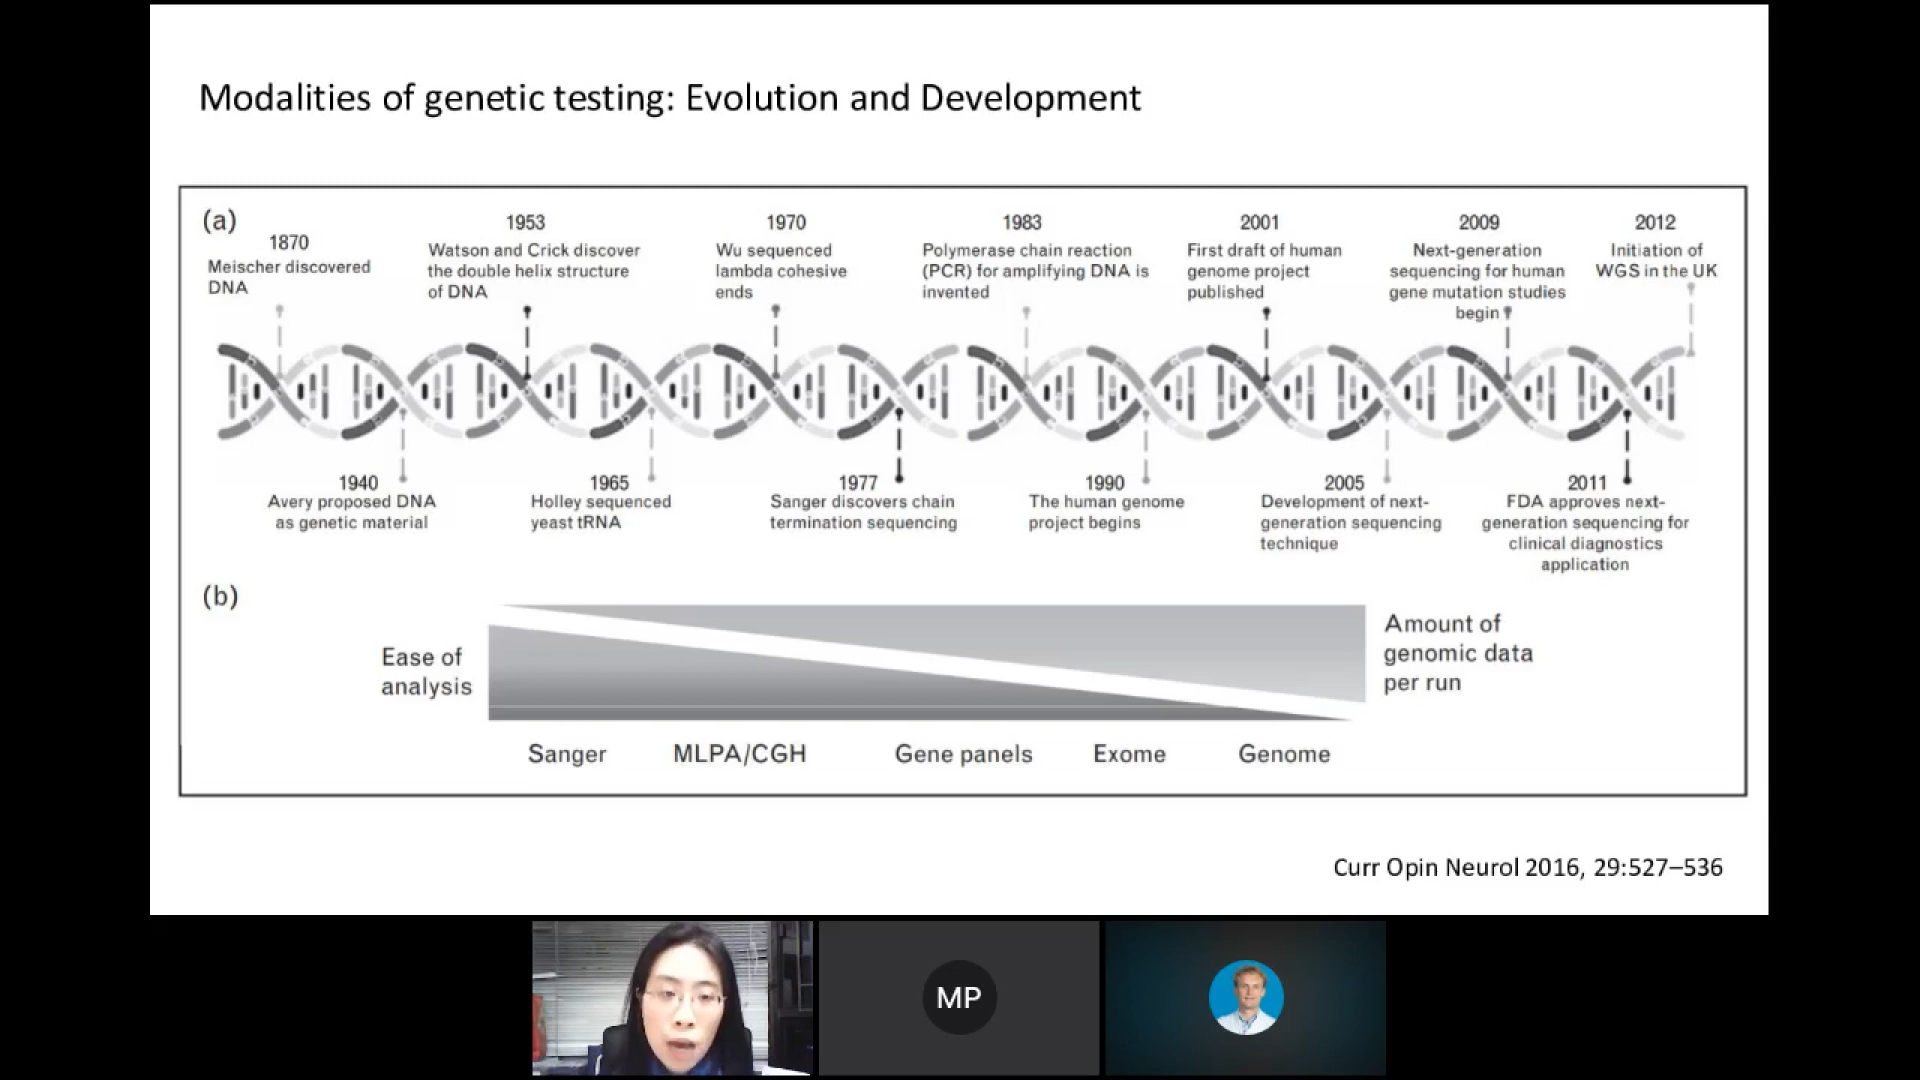 Modalities of genetic testing: Evolution and Development
(a)
1870
Meischer discovered
DNA
1953
Watson and Crick discover
the double helix structure
of DNA
1970
Wu sequenced
lambda cohesive
ends
1983
Polymerase chain reaction
(PCR) for amplifying DNA is
invented
2001
First draft of human
genome project
published
2009
Next-generation
sequencing for human
gene mutation studies
begin
2012
Initiation of
WGS in the UK
1940
Avery proposed DNA
as genetic material
1965
Holley sequenced
yeast tRNA
1977
Sanger discovers chain
termination sequencing
1990
The human genome
project begins
2005
Development of next-
generation sequencing
technique
2011
FDA approves next-
generation sequencing for
clinical diagnostics
application
(b)
Ease of
analysis
Amount of
genomic data
per run
Sanger
MLPA/CGH
Gene panels
Exome
Genome
Curr Opin Neurol 2016, 29:527–536
MP